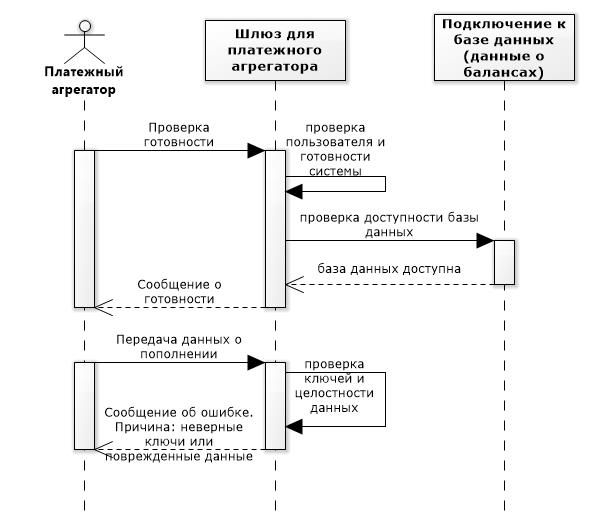 Платежный
агрегатор
Шлюз для
платежного
агрегатора
Подключение к
базе данных
(данные о
балансах)
Проверка
готовности
проверка
пользователя и
готовности
системы
проверка доступности базы
данных
база данных доступна
Сообщение о
готовности
Передача данных о
пополнении
проверка
ключей и
целостности
данных
Сообщение об ошибке.
Причина: неверные
ключи или
поврежденные данные